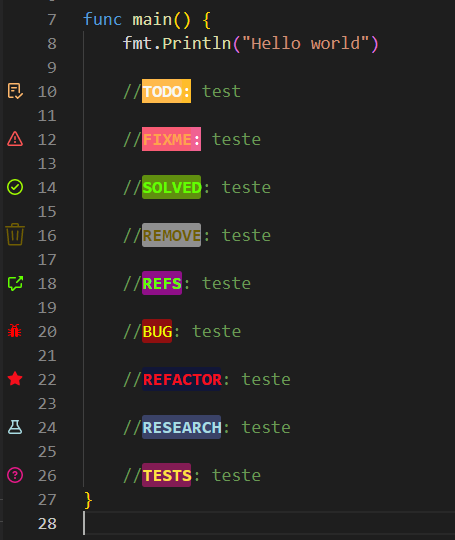 7 func main() {
8 fmt.Println("Hello world")
9
10 //TODO: test
11
12 //FIXME: teste
13
14 //SOLVED: teste
15
16 //REMOVE: teste
17
18 //REFS: teste
19
20 //BUG: teste
21
22 //REFACTOR: teste
23
24 //RESEARCH: teste
25
26 //TESTS: teste
27 }
28